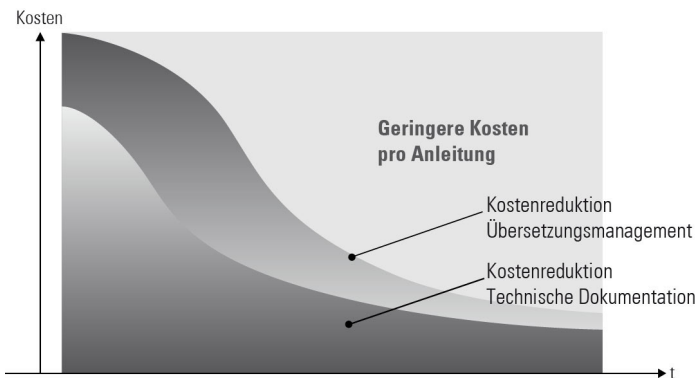 Kosten
Geringere Kosten
pro Anleitung
Kostenreduktion
Übersetzungsmanagement
Kostenreduktion
Technische Dokumentation
t